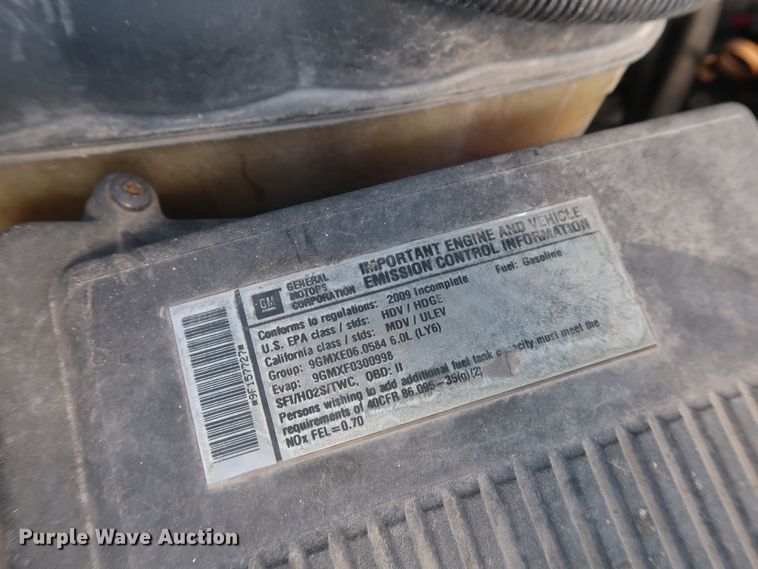 GM
GENERAL
MOTORS
CORPORATION
IMPORTANT ENGINE AND VEHICLE
EMISSION CONTROL INFORMATION
Conforms to regulations: 2009 Incomplete Fuel: Gasoline
U.S. EPA class / stds: HDV / HDGE
California class / stds: MDV / ULEV
Group: 9GMXE06.0584 6.0L (LY6)
Evap: 9GMXF0300998
SFI/HO2S/TWC, OBD: II
Persons wishing to add additional fuel tank capacity must meet the
requirements of 40CFR 86.095-35(g)(2)
NOx FEL=0.70
*9F157727*
Purple Wave Auction